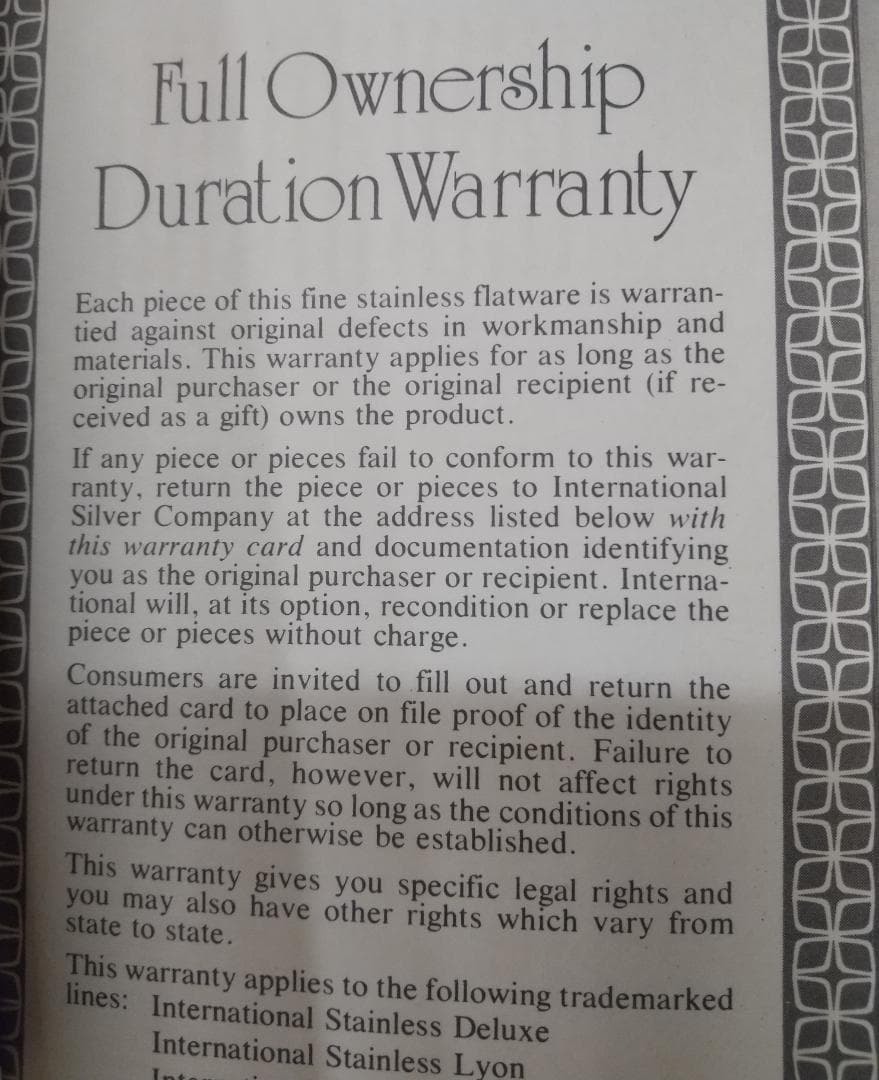 Full Ownership
Duration Warranty
Each piece of this fine stainless flatware is warran-
tied against original defects in workmanship and
materials. This warranty applies for as long as the
original purchaser or the original recipient (if re-
ceived as a gift) owns the product.
If any piece or pieces fail to conform to this war-
ranty, return the piece or pieces to International
Silver Company at the address listed below with
this warranty card and documentation identifying
you as the original purchaser or recipient. Interna-
tional will, at its option, recondition or replace the
piece or pieces without charge.
Consumers are invited to fill out and return the
attached card to place on file proof of the identity
of the original purchaser or recipient. Failure to
return the card, however, will not affect rights
under this warranty so long as the conditions of this
warranty can otherwise be established.
This warranty gives you specific legal rights and
you may also have other rights which vary from
state to state.
This warranty applies to the following trademarked
lines: International Stainless Deluxe
International Stainless Lyon